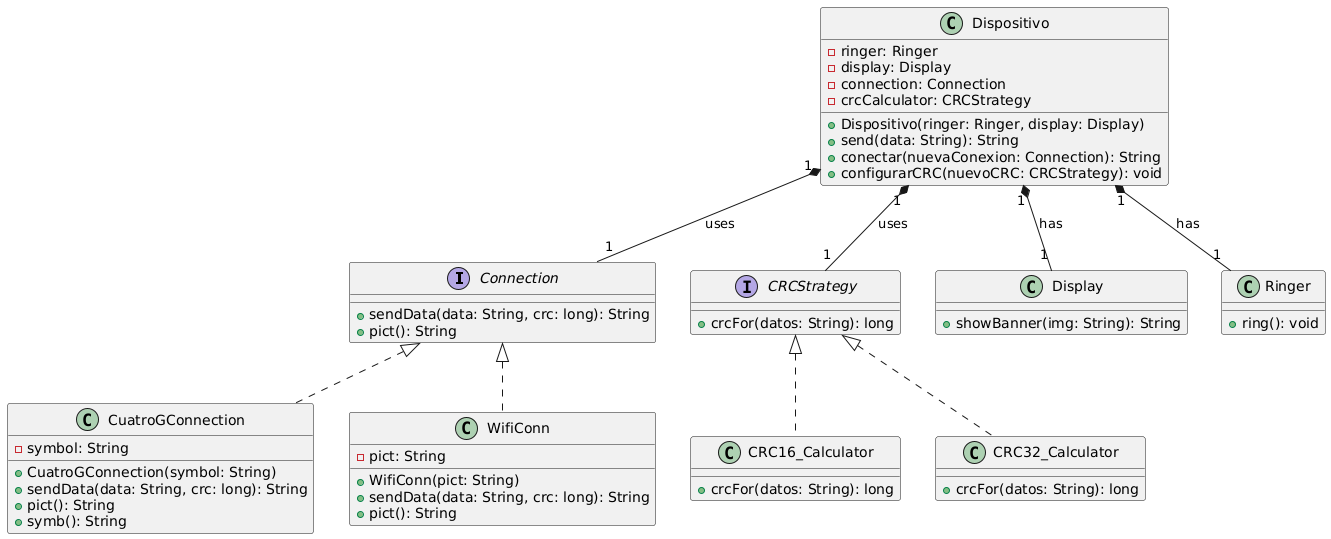 C Dispositivo
ringer: Ringer
display: Display
connection: Connection
crcCalculator: CRCStrategy
Dispositivo(ringer: Ringer, display: Display)
send(data: String): String
conectar(nuevaConexion: Connection): String
configurarCRC(nuevoCRC: CRCStrategy): void
1
1
1
1
uses
uses
has
has
1
1
1
1
I Connection
sendData(data: String, crc: long): String
pict(): String
I CRCStrategy
crcFor(datos: String): long
C Display
showBanner(img: String): String
C Ringer
ring(): void
C CuatroGConnection
symbol: String
CuatroGConnection(symbol: String)
sendData(data: String, crc: long): String
pict(): String
symb(): String
C WifiConn
pict: String
WifiConn(pict: String)
sendData(data: String, crc: long): String
pict(): String
C CRC16_Calculator
crcFor(datos: String): long
C CRC32_Calculator
crcFor(datos: String): long